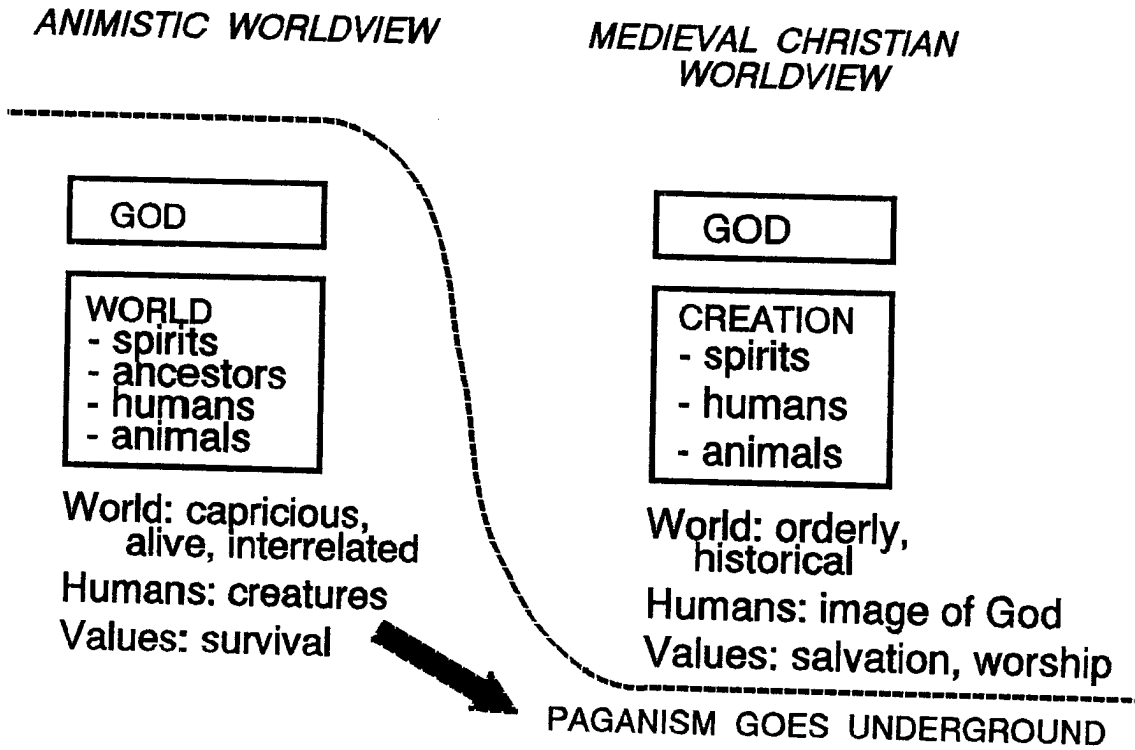 ANIMISTIC WORLDVIEW
GOD
WORLD
- spirits
- ancestors
- humans
- animals
World: capricious,
alive, interrelated
Humans: creatures
Values: survival
MEDIEVAL CHRISTIAN
WORLDVIEW
GOD
CREATION
- spirits
- humans
- animals
World: orderly,
historical
Humans: image of God
Values: salvation, worship
PAGANISM GOES UNDERGROUND